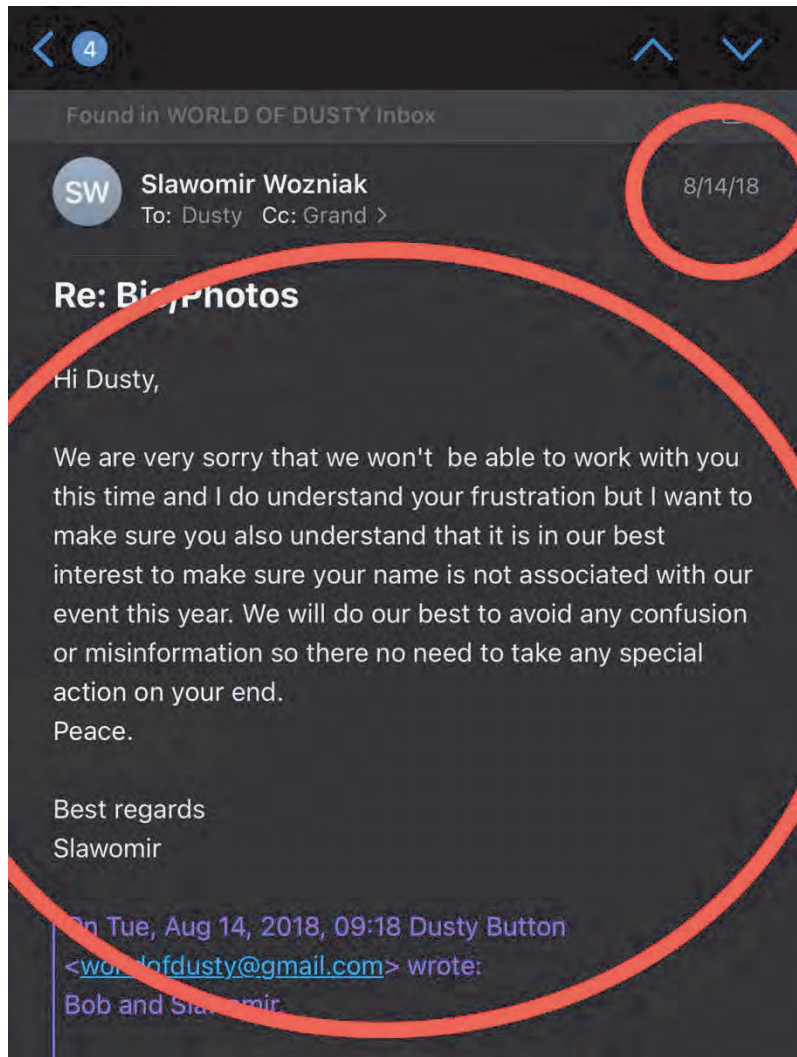 4
Found in WORLD OF DUSTY Inbox
SW
Slawomir Wozniak
8/14/18
To: Dusty Cc: Grand >
Re: Bio/Photos
Hi Dusty,
We are very sorry that we won't be able to work with you
this time and I do understand your frustration but I want to
make sure you also understand that it is in our best
interest to make sure your name is not associated with our
event this year. We will do our best to avoid any confusion
or misinformation so there no need to take any special
action on your end.
Peace.
Best regards
Slawomir
On Tue, Aug 14, 2018, 09:18 Dusty Button
<worldofdusty@gmail.com> wrote:
Bob and Slawomir,